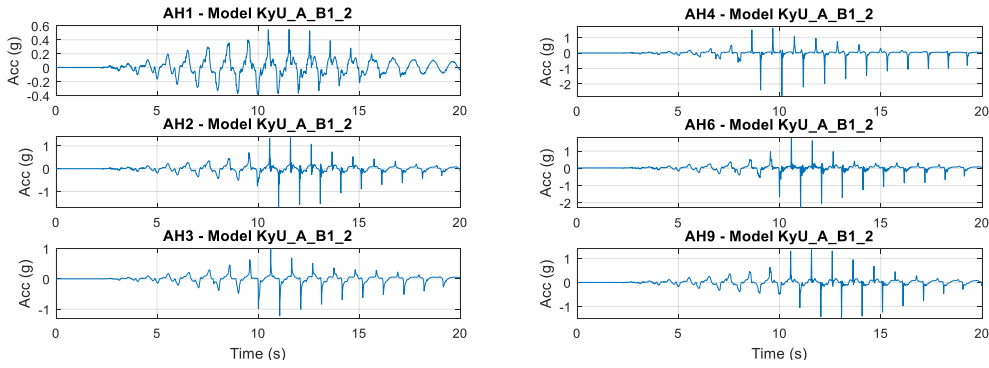 AH1 - Model KyU_A_B1_2
0.6
0.4
0.2
0
-0.2
-0.4
Acc (g)
0 5 10 15 20
AH2 - Model KyU_A_B1_2
1
0
-1
Acc (g)
0 5 10 15 20
AH3 - Model KyU_A_B1_2
1
0
-1
Acc (g)
0 5 10 15 20
Time (s)
AH4 - Model KyU_A_B1_2
1
0
-1
-2
Acc (g)
0 5 10 15 20
AH6 - Model KyU_A_B1_2
1
0
-1
-2
Acc (g)
0 5 10 15 20
AH9 - Model KyU_A_B1_2
1
0
-1
Acc (g)
0 5 10 15 20
Time (s)